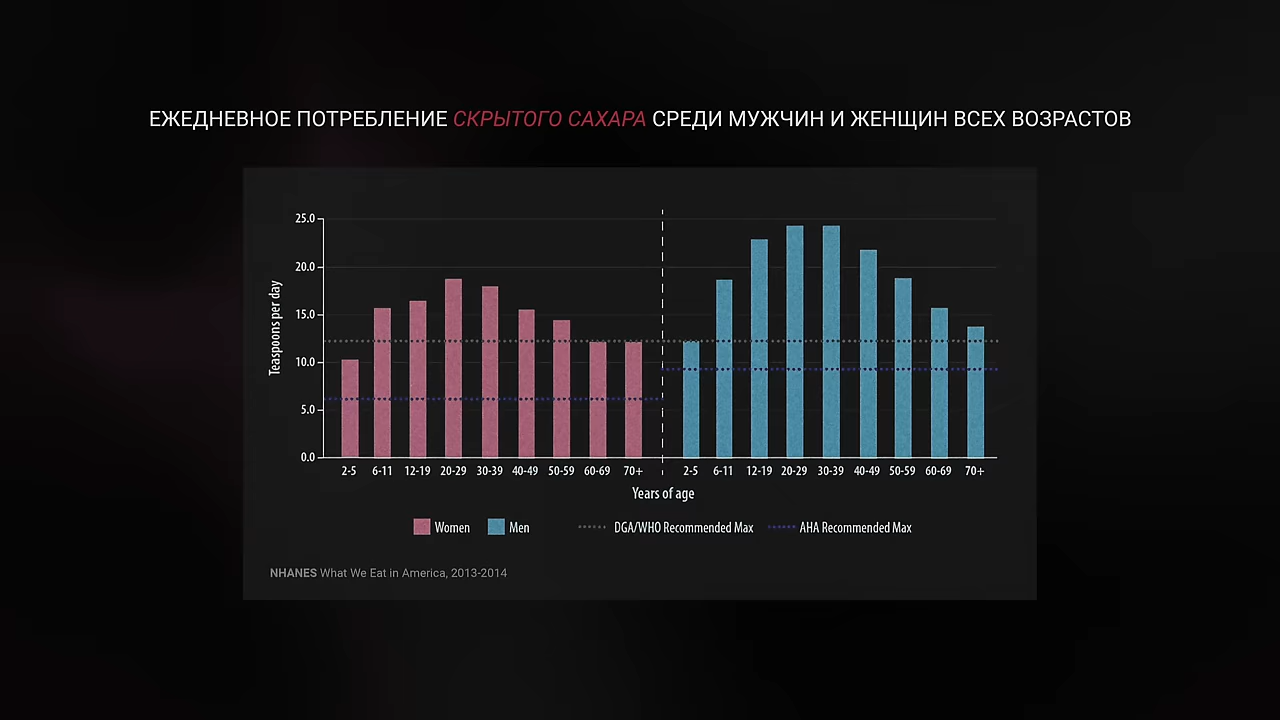 ЕЖЕДНЕВНОЕ ПОТРЕБЛЕНИЕ СКРЫТОГО САХАРА СРЕДИ МУЖЧИН И ЖЕНЩИН ВСЕХ ВОЗРАСТОВ
Teaspoons per day
25.0
20.0
15.0
10.0
5.0
0.0
2-5 6-11 12-19 20-29 30-39 40-49 50-59 60-69 70+ 2-5 6-11 12-19 20-29 30-39 40-49 50-59 60-69 70+
Years of age
Women Men DGA/WHO Recommended Max AHA Recommended Max
NHANES What We Eat in America, 2013-2014